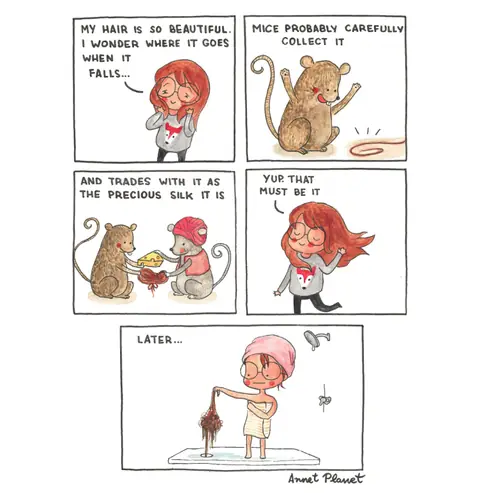 MY HAIR IS SO BEAUTIFUL.
I WONDER WHERE IT GOES
WHEN IT
FALLS...
MICE PROBABLY CAREFULLY
COLLECT IT
AND TRADES WITH IT AS
THE PRECIOUS SILK IT IS
YUP. THAT
MUST BE IT
LATER...
Annet Planet